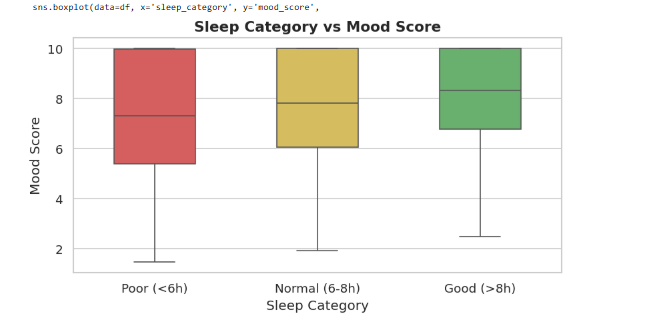 sns.boxplot(data=df, x='sleep_category', y='mood_score',
Sleep Category vs Mood Score
10
8
6
4
2
Mood Score
Poor (<6h)
Normal (6-8h)
Good (>8h)
Sleep Category